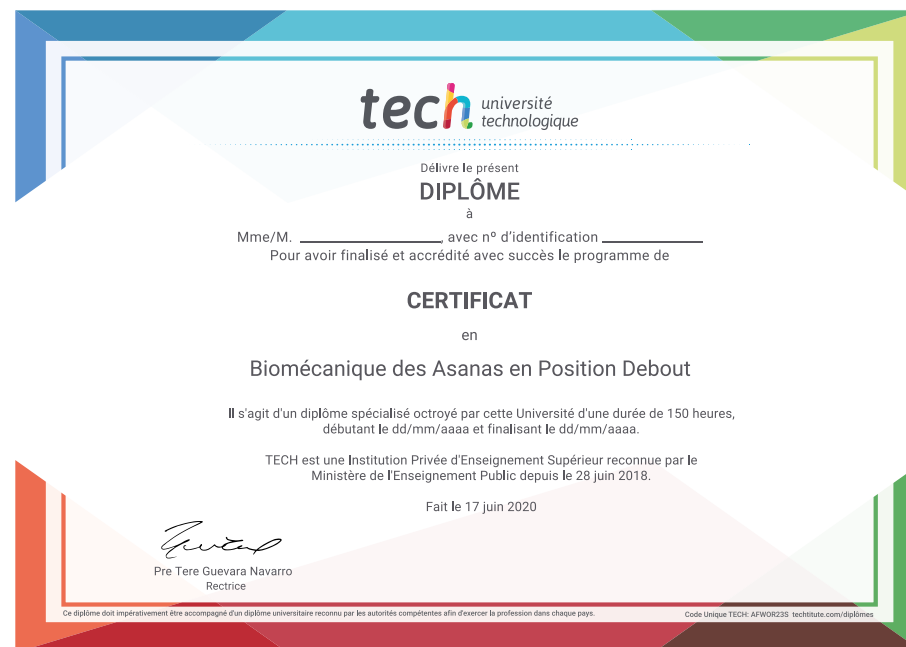 tech université
technologique
Délivre le présent
DIPLÔME
à
Mme/M. ____________________, avec nº d'identification ______________
Pour avoir finalisé et accrédité avec succès le programme de
CERTIFICAT
en
Biomécanique des Asanas en Position Debout
Il s'agit d'un diplôme spécialisé octroyé par cette Université d'une durée de 150 heures,
débutant le dd/mm/aaaa et finalisant le dd/mm/aaaa.
TECH est une Institution Privée d'Enseignement Supérieur reconnue par le
Ministère de l'Enseignement Public depuis le 28 juin 2018.
Fait le 17 juin 2020
Pre Tere Guevara Navarro
Rectrice
Ce diplôme doit impérativement être accompagné d'un diplôme universitaire reconnu par les autorités compétentes afin d'exercer la profession dans chaque pays.
Code Unique TECH: AFWOR23S techtitute.com/diplômes